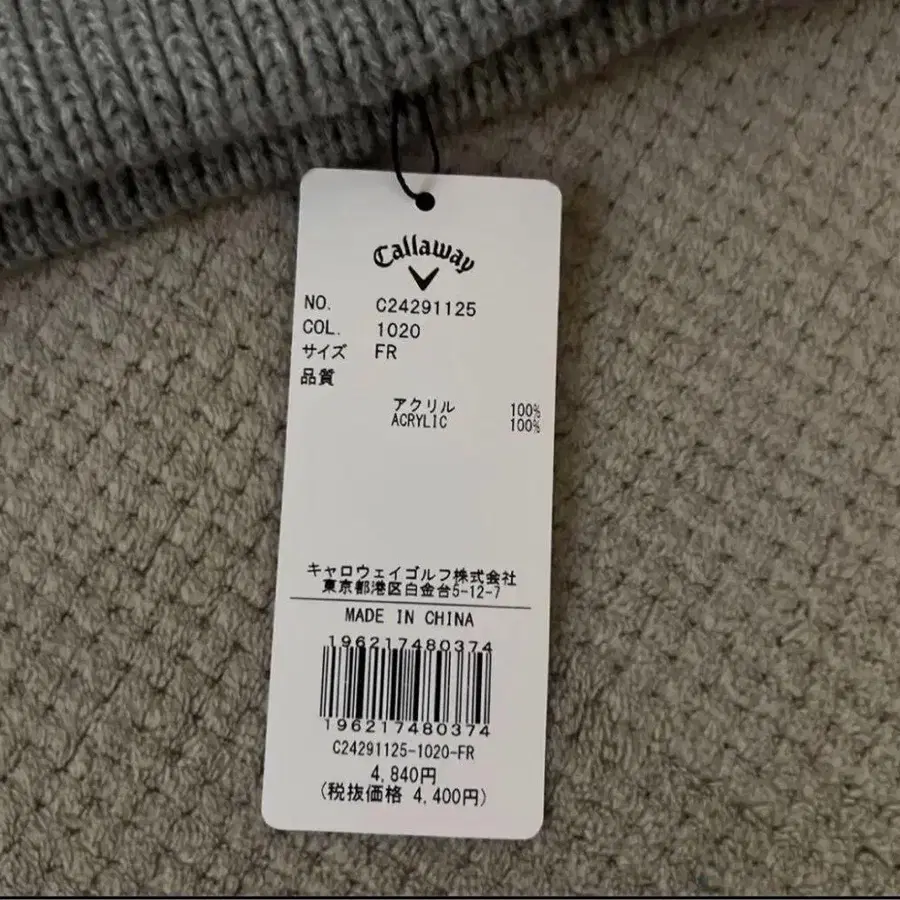 Callaway
NO. C24291125
COL. 1020
サイズ FR
品質
アクリル 100%
ACRYLIC 100%
キャロウェイゴルフ株式会社
東京都港区白金台5-12-7
MADE IN CHINA
196217480374
196217480374
C24291125-1020-FR
4,840円
(税抜価格 4,400円)